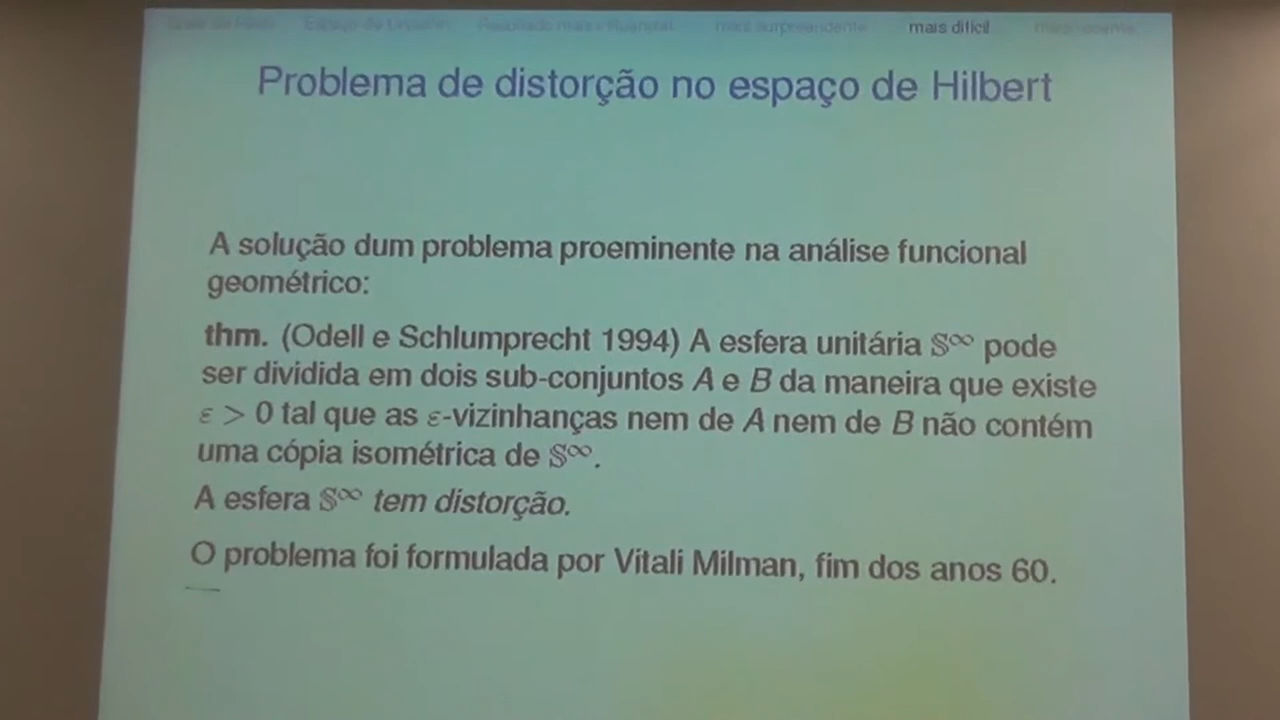 mais surpreendente mais difícil
Problema de distorção no espaço de Hilbert
A solução dum problema proeminente na análise funcional
geométrico:
thm. (Odell e Schlumprecht 1994) A esfera unitária 𝕊∞ pode
ser dividida em dois sub-conjuntos A e B da maneira que existe
ε > 0 tal que as ε-vizinhanças nem de A nem de B não contém
uma cópia isométrica de 𝕊∞.
A esfera 𝕊∞ tem distorção.
O problema foi formulada por Vitali Milman, fim dos anos 60.